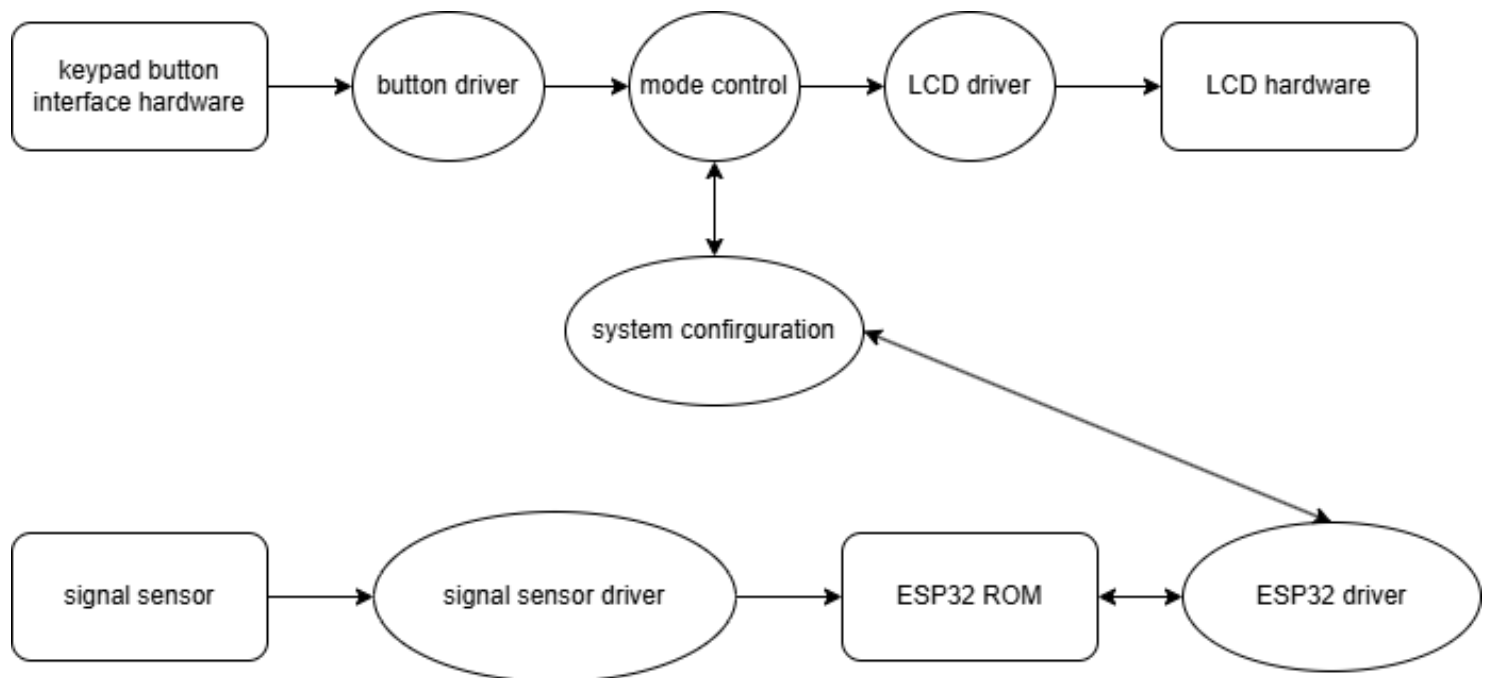 keypad button
interface hardware
button driver
mode control
LCD driver
LCD hardware
system confirguration
signal sensor
signal sensor driver
ESP32 ROM
ESP32 driver